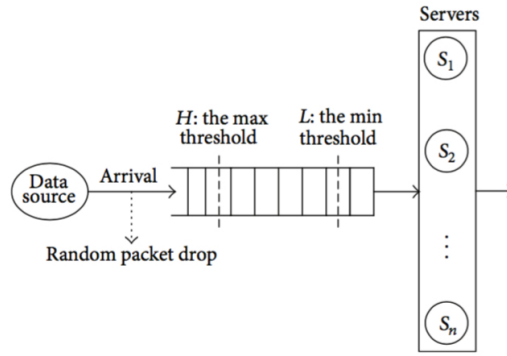 Servers
S1
H: the max
threshold
L: the min
threshold
S2
Data
source
Arrival
Random packet drop
⋮
Sn